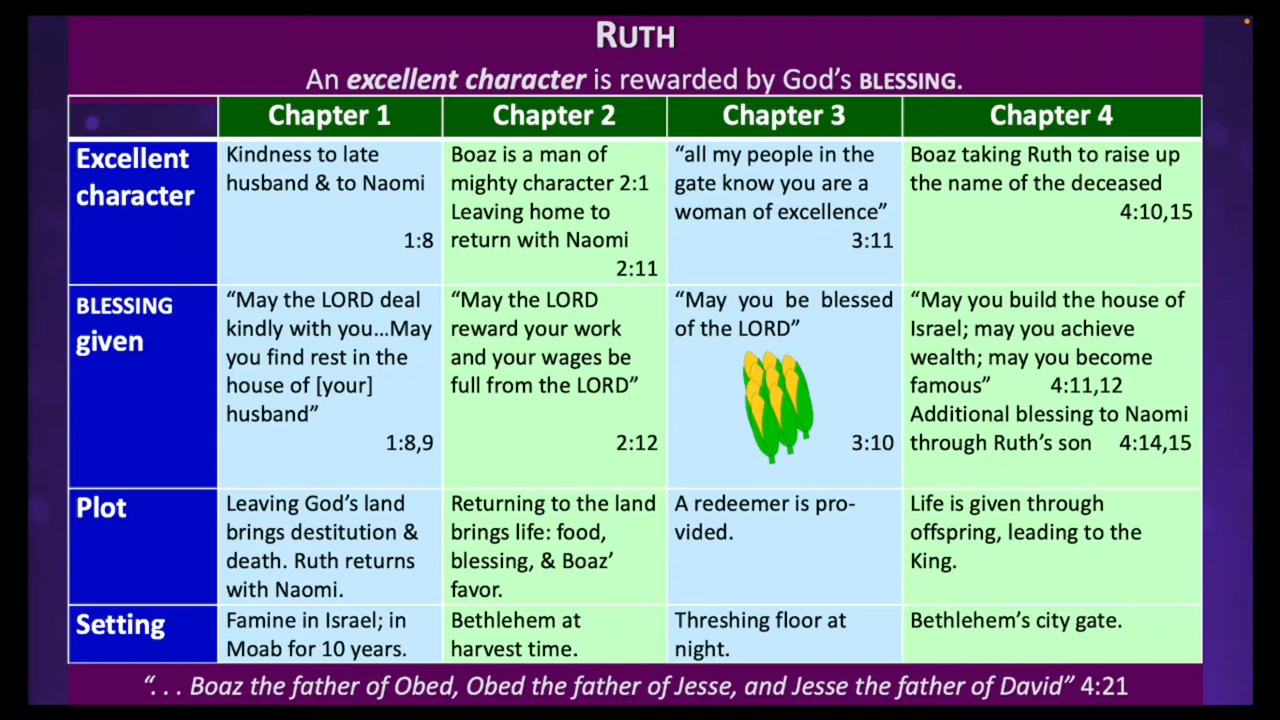 RUTH
An excellent character is rewarded by God's BLESSING.
Chapter 1
Chapter 2
Chapter 3
Chapter 4
Excellent
character
Kindness to late
husband & to Naomi
1:8
Boaz is a man of
mighty character 2:1
Leaving home to
return with Naomi
2:11
“all my people in the
gate know you are a
woman of excellence”
3:11
Boaz taking Ruth to raise up
the name of the deceased
4:10,15
BLESSING
given
“May the LORD deal
kindly with you…May
you find rest in the
house of [your]
husband”
1:8,9
“May the LORD
reward your work
and your wages be
full from the LORD”
2:12
“May you be blessed
of the LORD”
3:10
“May you build the house of
Israel; may you achieve
wealth; may you become
famous” 4:11,12
Additional blessing to Naomi
through Ruth’s son 4:14,15
Plot
Leaving God’s land
brings destitution &
death. Ruth returns
with Naomi.
Returning to the land
brings life: food,
blessing, & Boaz’
favor.
A redeemer is pro-
vided.
Life is given through
offspring, leading to the
King.
Setting
Famine in Israel; in
Moab for 10 years.
Bethlehem at
harvest time.
Threshing floor at
night.
Bethlehem’s city gate.
“. . . Boaz the father of Obed, Obed the father of Jesse, and Jesse the father of David” 4:21